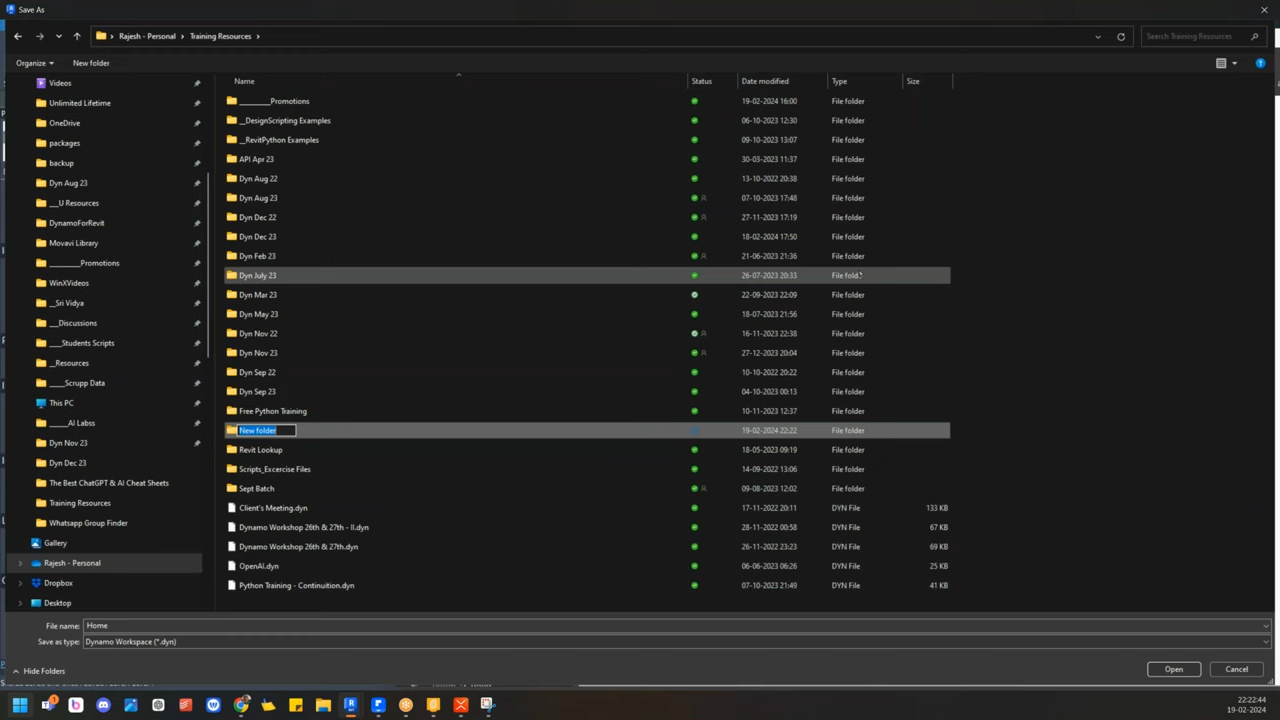 Save As
Rajesh - Personal
Training Resources
Search Training Resources
Organize
New folder
Name
Status
Date modified
Type
Size
Videos
Unlimited Lifetime
OneDrive
packages
backup
Dyn Aug 23
___U Resources
DynamoForRevit
Movavi Library
_________Promotions
WinXVideos
__Sri Vidya
___Discussions
____Students Scripts
__Resources
____Scrupp Data
This PC
____AI Labss
Dyn Nov 23
Dyn Dec 23
The Best ChatGPT & AI Cheat Sheets
Training Resources
Whatsapp Group Finder
Gallery
Rajesh - Personal
Dropbox
Desktop
_________Promotions 19-02-2024 16:00 File folder
__DesignScripting Examples 06-10-2023 12:30 File folder
__RevitPython Examples 09-10-2023 13:07 File folder
API Apr 23 30-03-2023 11:37 File folder
Dyn Aug 22 13-10-2022 20:38 File folder
Dyn Aug 23 07-10-2023 17:48 File folder
Dyn Dec 22 27-11-2023 17:19 File folder
Dyn Dec 23 18-02-2024 17:50 File folder
Dyn Feb 23 21-06-2023 21:36 File folder
Dyn July 23 26-07-2023 20:33 File folder
Dyn Mar 23 22-09-2023 22:09 File folder
Dyn May 23 18-07-2023 21:56 File folder
Dyn Nov 22 16-11-2023 22:38 File folder
Dyn Nov 23 27-12-2023 20:04 File folder
Dyn Sep 22 10-10-2022 20:22 File folder
Dyn Sep 23 04-10-2023 00:13 File folder
Free Python Training 10-11-2023 12:37 File folder
New folder 19-02-2024 22:22 File folder
Revit Lookup 18-05-2023 09:19 File folder
Scripts_Excercise Files 14-09-2022 13:06 File folder
Sept Batch 09-08-2023 12:02 File folder
Client's Meeting.dyn 17-11-2022 20:11 DYN File 133 KB
Dynamo Workshop 26th & 27th - II.dyn 28-11-2022 00:58 DYN File 67 KB
Dynamo Workshop 26th & 27th.dyn 26-11-2022 23:23 DYN File 69 KB
OpenAI.dyn 06-06-2023 06:26 DYN File 25 KB
Python Training - Continuition.dyn 07-10-2023 21:49 DYN File 41 KB
File name: Home
Save as type: Dynamo Workspace (*.dyn)
Hide Folders
Open
Cancel
22:22:44
19-02-2024